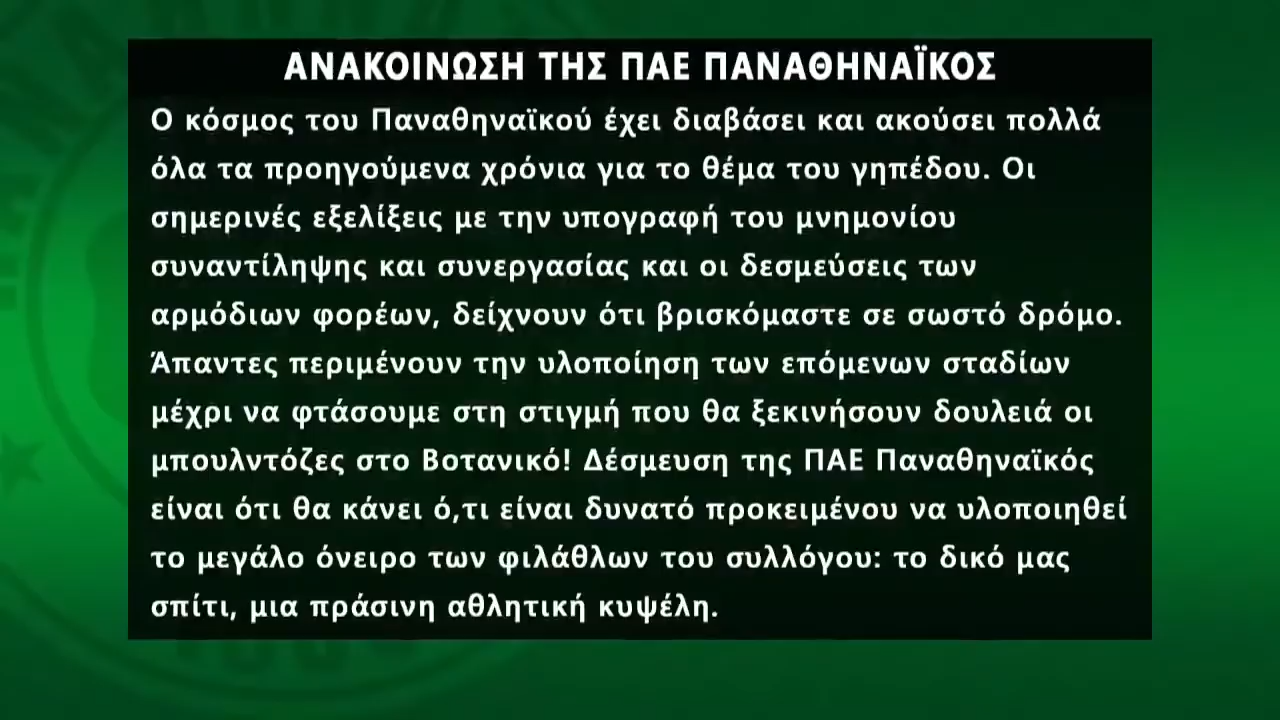 ΑΝΑΚΟΙΝΩΣΗ ΤΗΣ ΠΑΕ ΠΑΝΑΘΗΝΑΪΚΟΣ
Ο κόσμος του Παναθηναϊκού έχει διαβάσει και ακούσει πολλά
όλα τα προηγούμενα χρόνια για το θέμα του γηπέδου. Οι
σημερινές εξελίξεις με την υπογραφή του μνημονίου
συναντίληψης και συνεργασίας και οι δεσμεύσεις των
αρμόδιων φορέων, δείχνουν ότι βρισκόμαστε σε σωστό δρόμο.
Άπαντες περιμένουν την υλοποίηση των επόμενων σταδίων
μέχρι να φτάσουμε στη στιγμή που θα ξεκινήσουν δουλειά οι
μπουλντόζες στο Βοτανικό! Δέσμευση της ΠΑΕ Παναθηναϊκός
είναι ότι θα κάνει ό,τι είναι δυνατό προκειμένου να υλοποιηθεί
το μεγάλο όνειρο των φιλάθλων του συλλόγου: το δικό μας
σπίτι, μια πράσινη αθλητική κυψέλη.